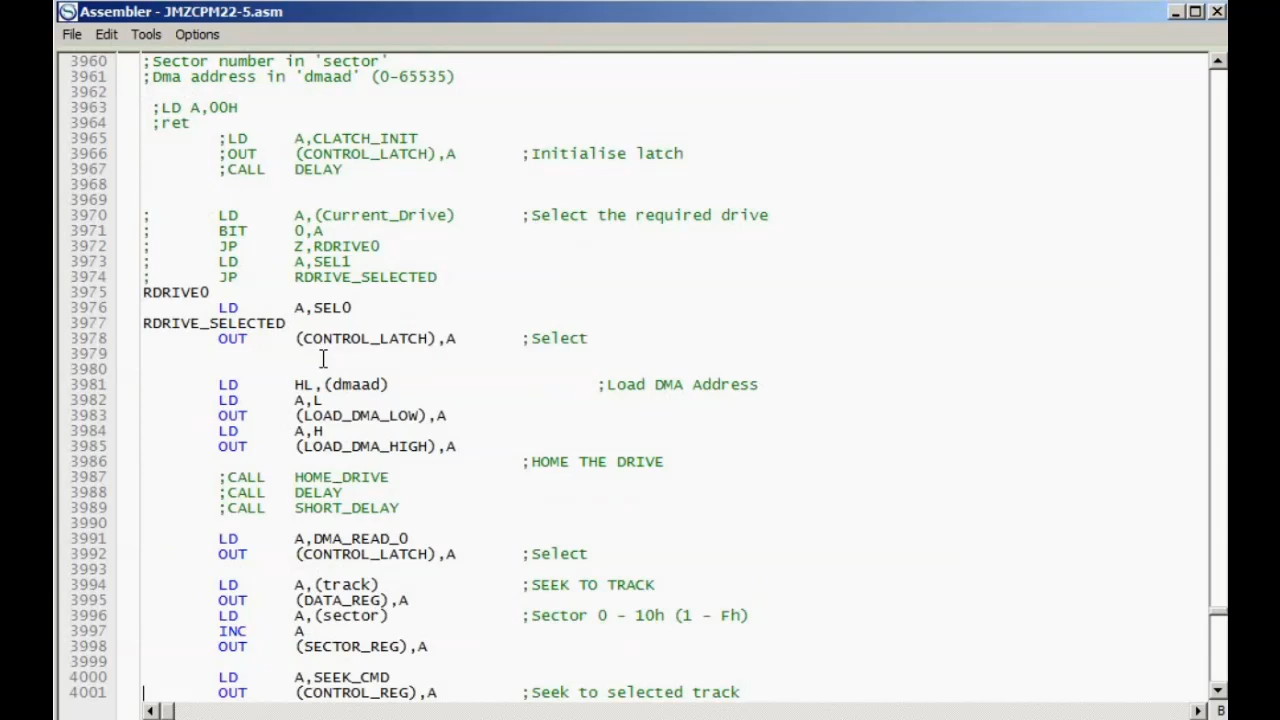 Assembler - JMZCPM22-5.asm
File Edit Tools Options
3960 ;Sector number in 'sector'
3961 ;Dma address in 'dmaad' (0-65535)
3962
3963 ;LD A,00H
3964 ;ret
3965 ;LD A,CLATCH_INIT
3966 ;OUT (CONTROL_LATCH),A ;Initialise latch
3967 ;CALL DELAY
3968
3969
3970 ; LD A,(Current_Drive) ;Select the required drive
3971 ; BIT 0,A
3972 ; JP Z,RDRIVE0
3973 ; LD A,SEL1
3974 ; JP RDRIVE_SELECTED
3975 RDRIVE0
3976 LD A,SEL0
3977 RDRIVE_SELECTED
3978 OUT (CONTROL_LATCH),A ;Select
3979
3980
3981 LD HL,(dmaad) ;Load DMA Address
3982 LD A,L
3983 OUT (LOAD_DMA_LOW),A
3984 LD A,H
3985 OUT (LOAD_DMA_HIGH),A
3986 ;HOME THE DRIVE
3987 ;CALL HOME_DRIVE
3988 ;CALL DELAY
3989 ;CALL SHORT_DELAY
3990
3991 LD A,DMA_READ_0
3992 OUT (CONTROL_LATCH),A ;Select
3993
3994 LD A,(track) ;SEEK TO TRACK
3995 OUT (DATA_REG),A
3996 LD A,(sector) ;Sector 0 - 10h (1 - Fh)
3997 INC A
3998 OUT (SECTOR_REG),A
3999
4000 LD A,SEEK_CMD
4001 OUT (CONTROL_REG),A ;Seek to selected track
B